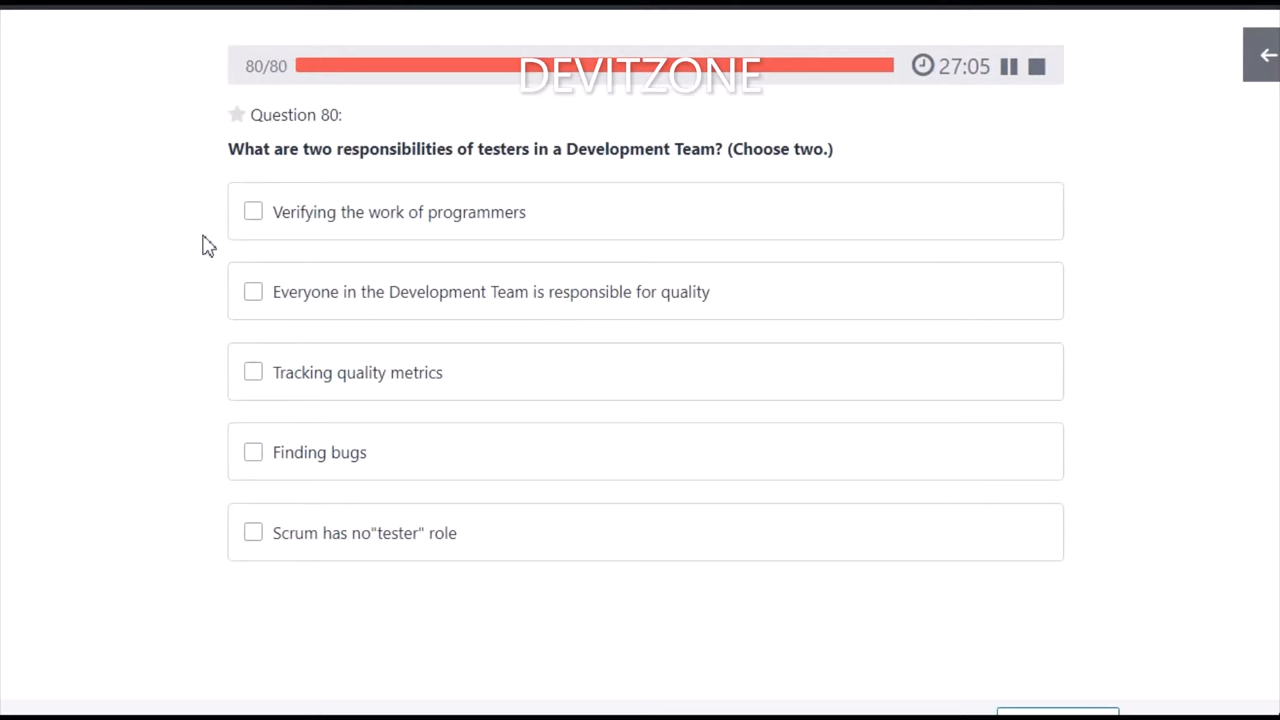 80/80
DEVITZONE
27:05
Question 80:
What are two responsibilities of testers in a Development Team? (Choose two.)
Verifying the work of programmers
Everyone in the Development Team is responsible for quality
Tracking quality metrics
Finding bugs
Scrum has no"tester" role